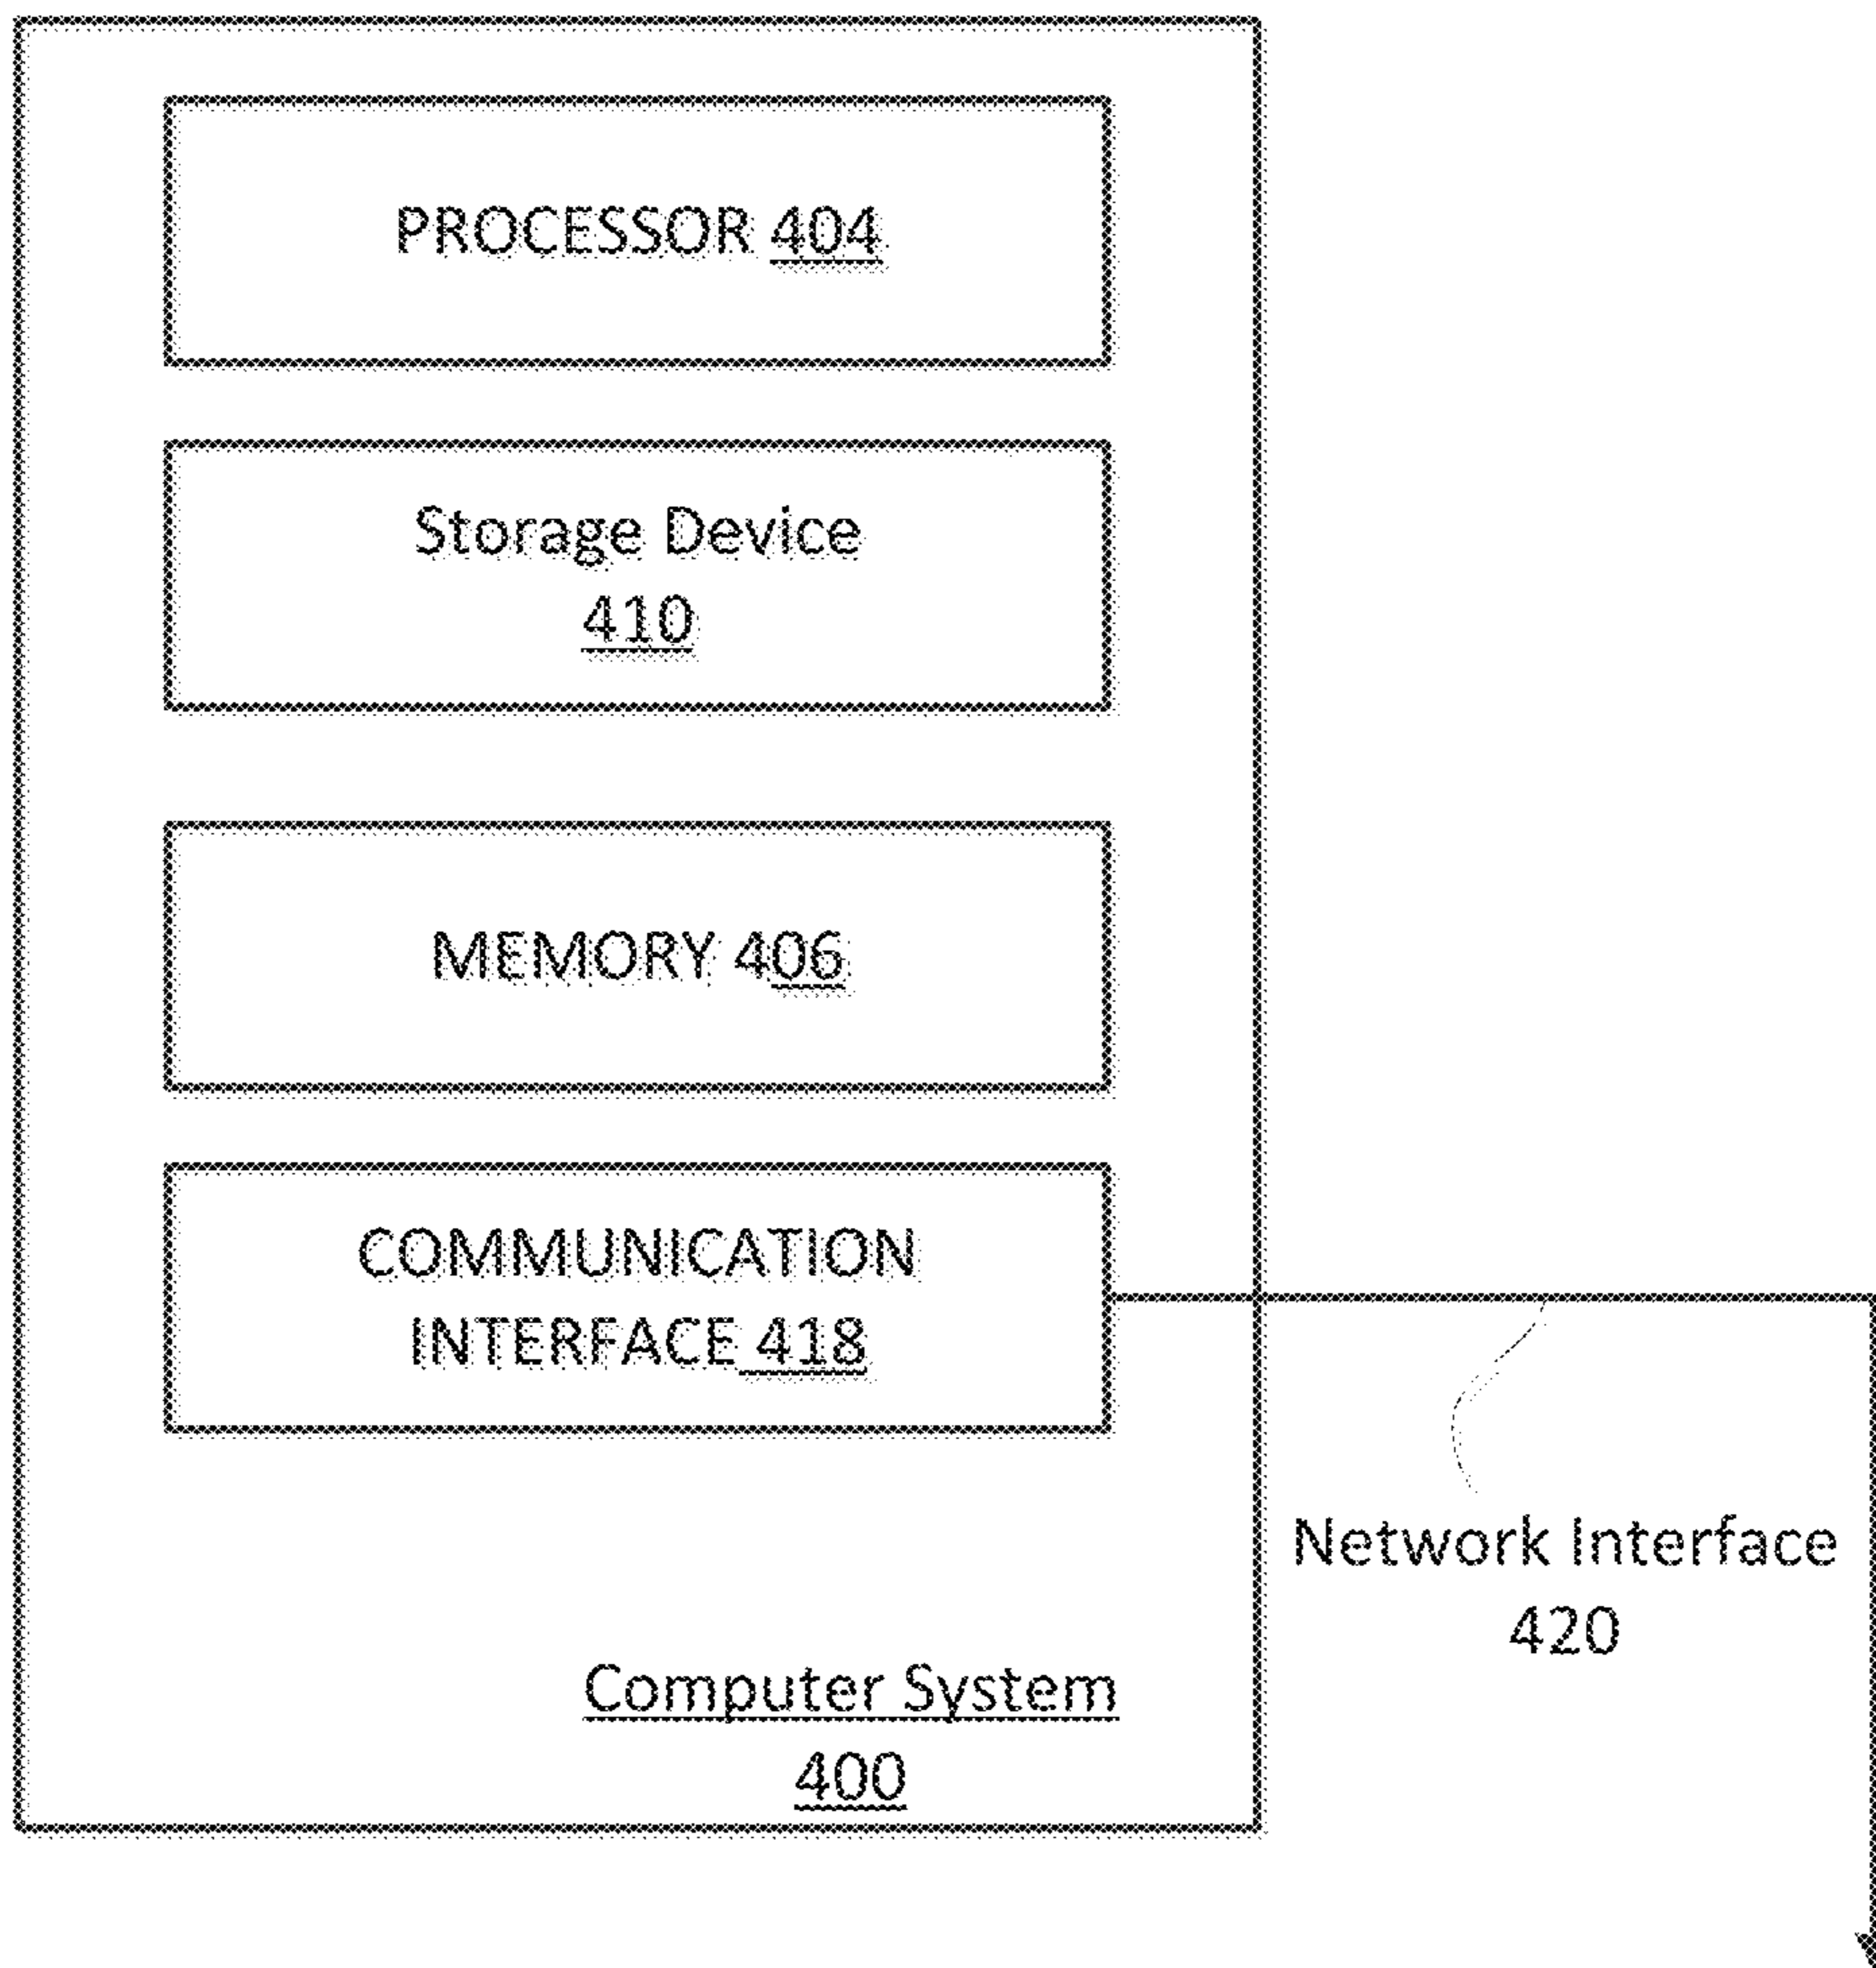 PROCESSOR 404
Storage Device
410
MEMORY 406
COMMUNICATION
INTERFACE 418
Network Interface
420
Computer System
400